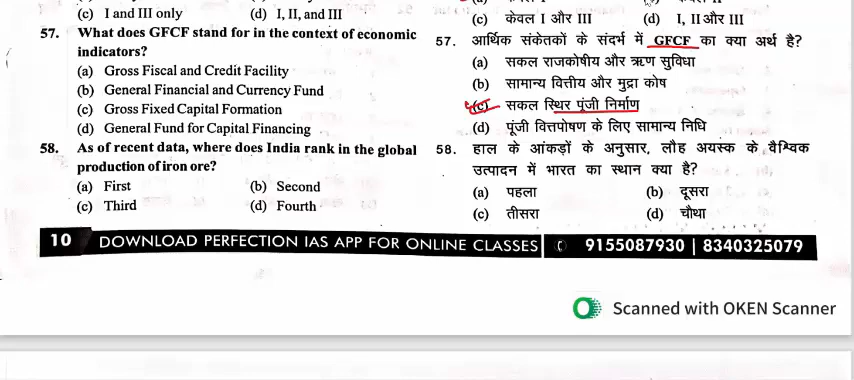 (c) I and III only (d) I, II, and III
57. What does GFCF stand for in the context of economic
indicators?
(a) Gross Fiscal and Credit Facility
(b) General Financial and Currency Fund
(c) Gross Fixed Capital Formation
(d) General Fund for Capital Financing
58. As of recent data, where does India rank in the global
production of iron ore?
(a) First (b) Second
(c) Third (d) Fourth
(c) केवल I और III (d) I, II और III
57. आर्थिक संकेतकों के संदर्भ में GFCF का क्या अर्थ है?
(a) सकल राजकोषीय और ऋण सुविधा
(b) सामान्य वित्तीय और मुद्रा कोष
(c) सकल स्थिर पूंजी निर्माण
(d) पूंजी वित्तपोषण के लिए सामान्य निधि
58. हाल के आंकड़ों के अनुसार, लौह अयस्क के वैश्विक
उत्पादन में भारत का स्थान क्या है?
(a) पहला (b) दूसरा
(c) तीसरा (d) चौथा
10 DOWNLOAD PERFECTION IAS APP FOR ONLINE CLASSES 9155087930 | 8340325079
Scanned with OKEN Scanner